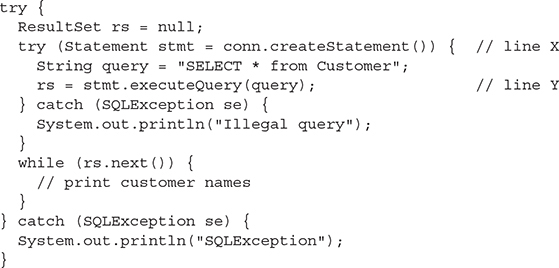 try {
  ResultSet rs = null;
  try (Statement stmt = conn.createStatement()) {  // line X
    String query = "SELECT * from Customer";
    rs = stmt.executeQuery(query);                 // line Y
  } catch (SQLException se) {
    System.out.println("Illegal query");
  }
  while (rs.next()) {
    // print customer names
  }
} catch (SQLException se) {
  System.out.println("SQLException");
}